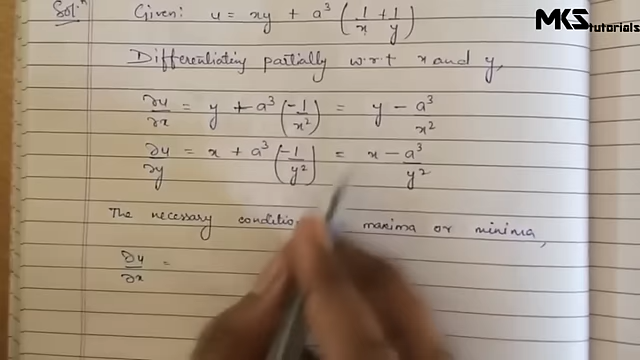 Sol:n Given: u = xy + a³ (1/x + 1/y)
MKS tutorials
Differentiating partially w.r.t x and y,
∂u/∂x = y + a³ (-1/x²) = y - a³/x²
∂u/∂y = x + a³ (-1/y²) = x - a³/y²
The necessary condition maxima or minima,
∂u/∂x =